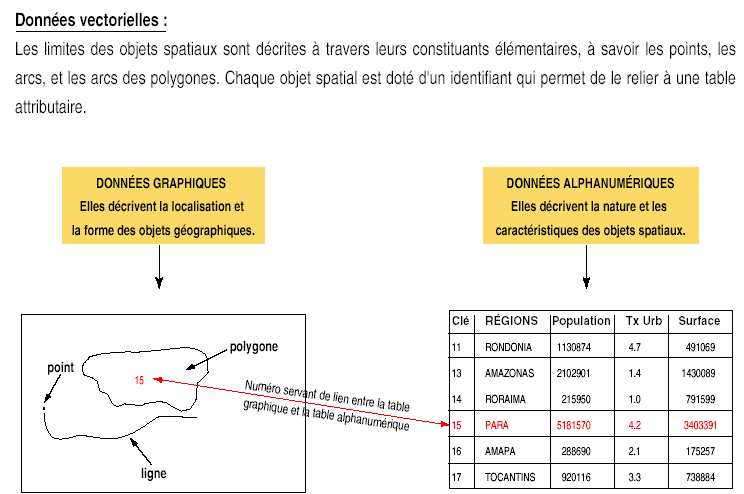 Données vectorielles :
Les limites des objets spatiaux sont décrites à travers leurs constituants élémentaires, à savoir les points, les
arcs, et les arcs des polygones. Chaque objet spatial est doté d'un identifiant qui permet de le relier à une table
attributaire.
DONNÉES GRAPHIQUES
Elles décrivent la localisation et
la forme des objets géographiques.
DONNÉES ALPHANUMÉRIQUES
Elles décrivent la nature et les
caractéristiques des objets spatiaux.
point
polygone
15
ligne
Numéro servant de lien entre la table
graphique et la table alphanumérique
Clé RÉGIONS Population Tx Urb Surface
11 RONDONIA 1130874 4.7 491069
13 AMAZONAS 2102901 1.4 1430089
14 RORAIMA 215950 1.0 791599
15 PARA 5181570 4.2 3403391
16 AMAPA 288690 2.1 175257
17 TOCANTINS 920116 3.3 738884